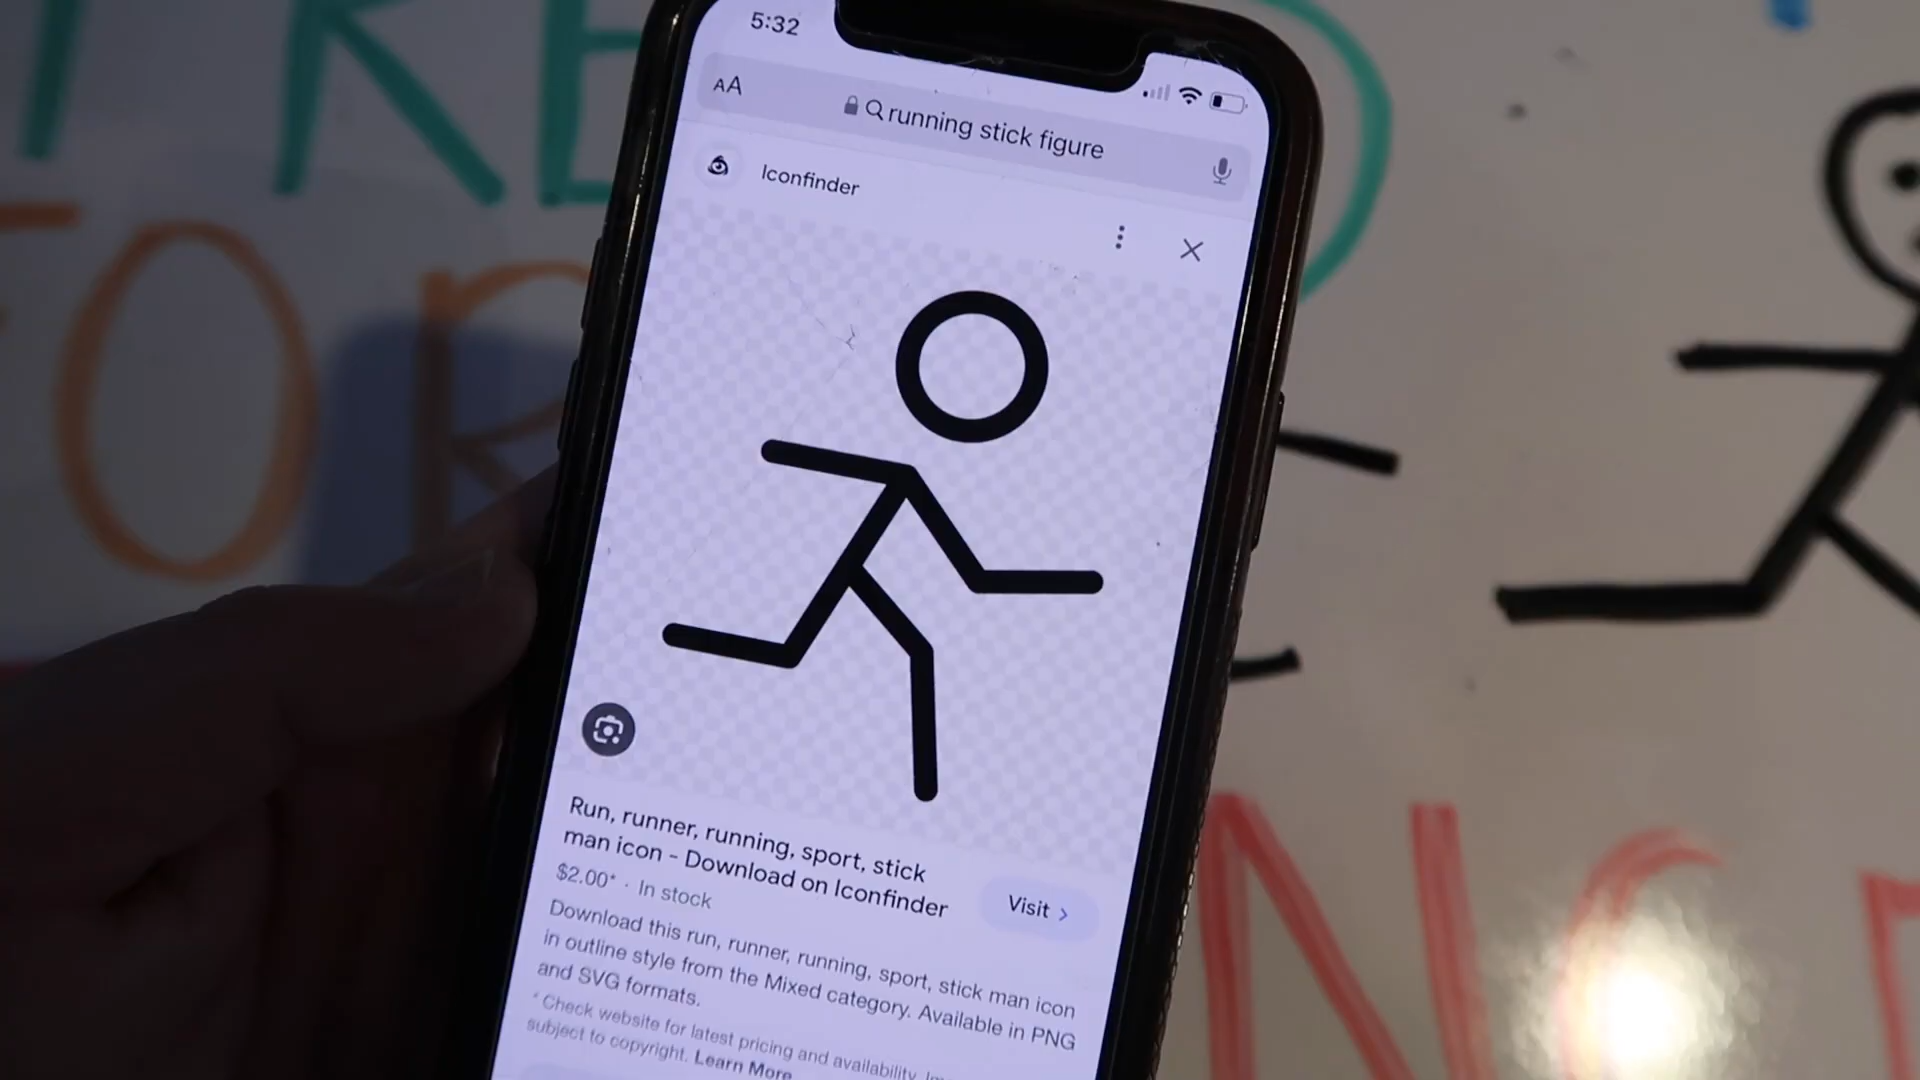 5:32
AA
running stick figure
Iconfinder
Run, runner, running, sport, stick
man icon - Download on Iconfinder
$2.00* · In stock
Visit >
Download this run, runner, running, sport, stick man icon
in outline style from the Mixed category. Available in PNG
and SVG formats.
* Check website for latest pricing and availability.
subject to copyright. Learn More
FOR